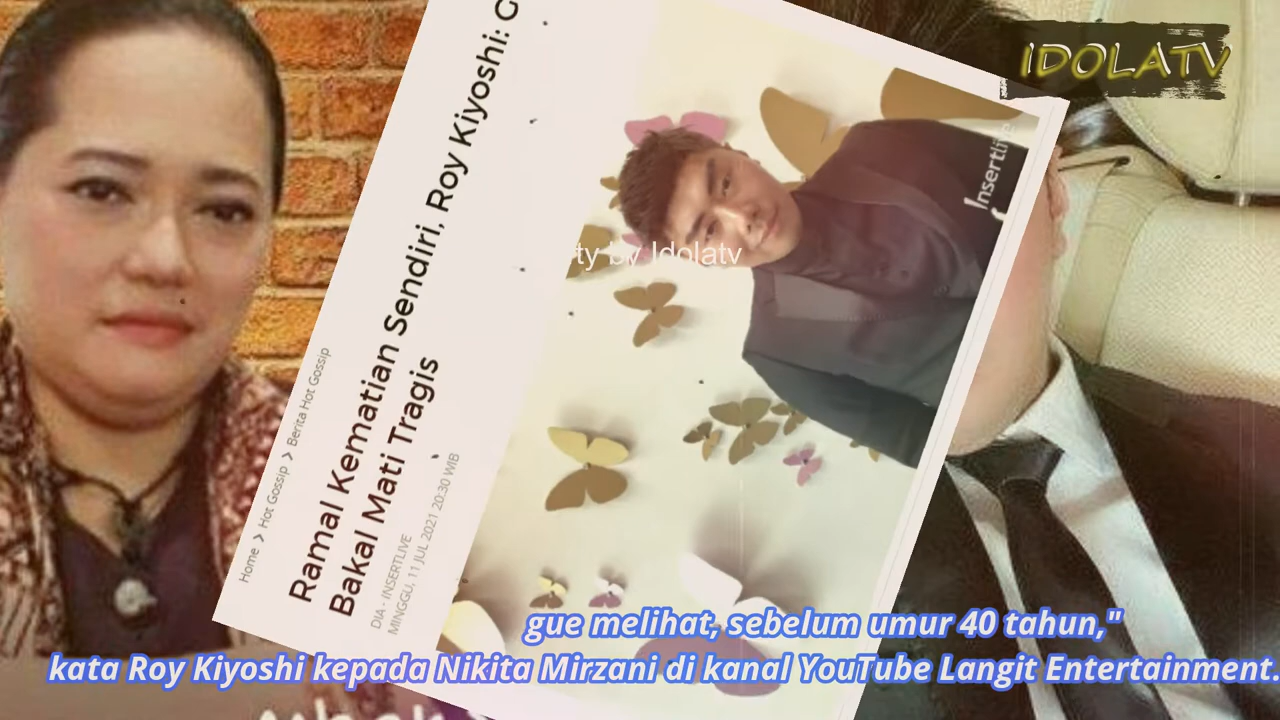 IDOLATV
Home > Hot Gossip > Berita Hot Gossip
Ramal Kematian Sendiri, Roy Kiyoshi: G
Bakal Mati Tragis
DIA - INSERTLIVE
MINGGU, 11 JUL 2021 20:30 WIB
Insertlive
by Idolatv
gue melihat, sebelum umur 40 tahun,"
kata Roy Kiyoshi kepada Nikita Mirzani di kanal YouTube Langit Entertainment.